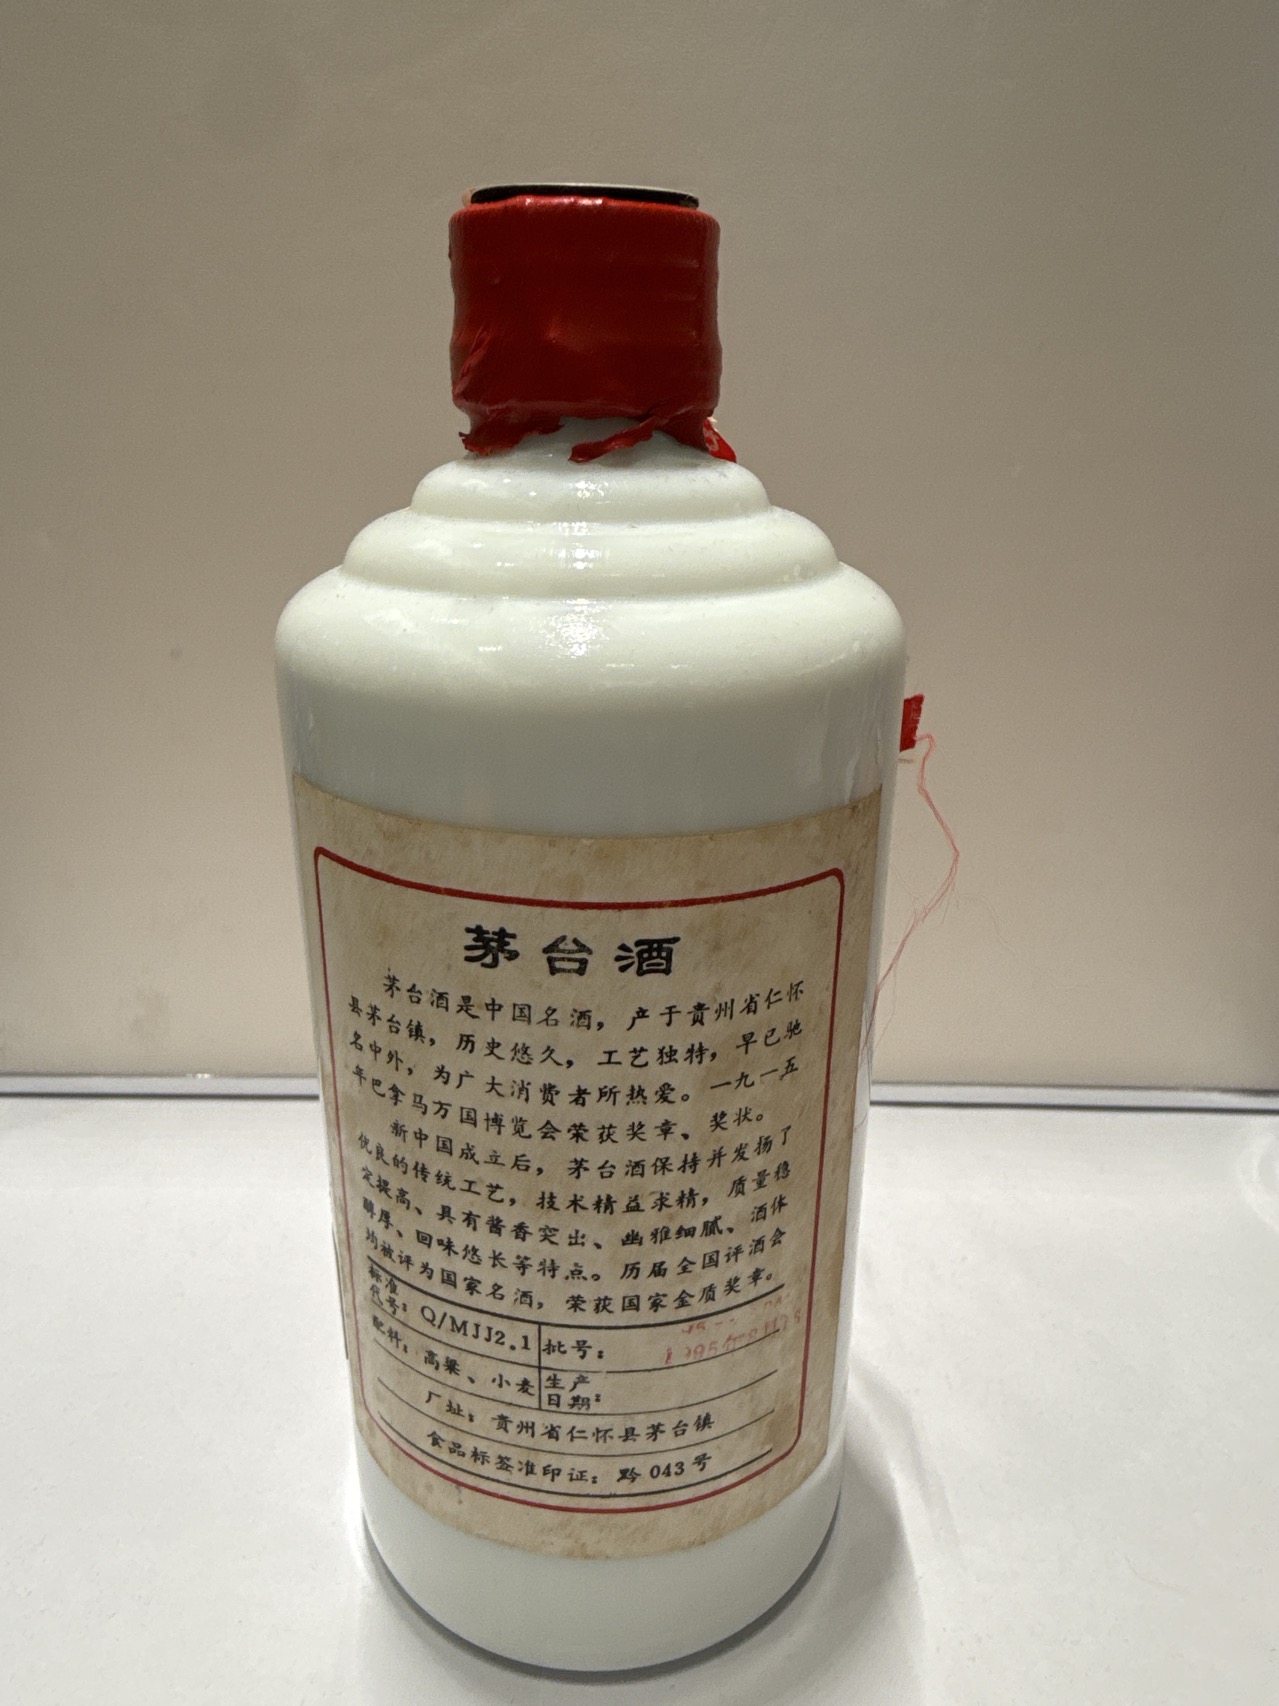 茅台酒
茅台酒是中国名酒，产于贵州省仁怀
县茅台镇，历史悠久，工艺独特，早已驰
名中外，为广大消费者所热爱。一九一五
年巴拿马万国博览会荣获奖章、奖状。
新中国成立后，茅台酒保持并发扬了
优良的传统工艺，技术精益求精，质量稳
定提高、具有酱香突出、幽雅细腻、酒体
醇厚、回味悠长等特点。历届全国评酒会
均被评为国家名酒，荣获国家金质奖章。
标准代号：Q/MJJ2.1 批号：
配料：高粱、小麦 生产日期：
厂址：贵州省仁怀县茅台镇
食品标签准印证：黔 043 号